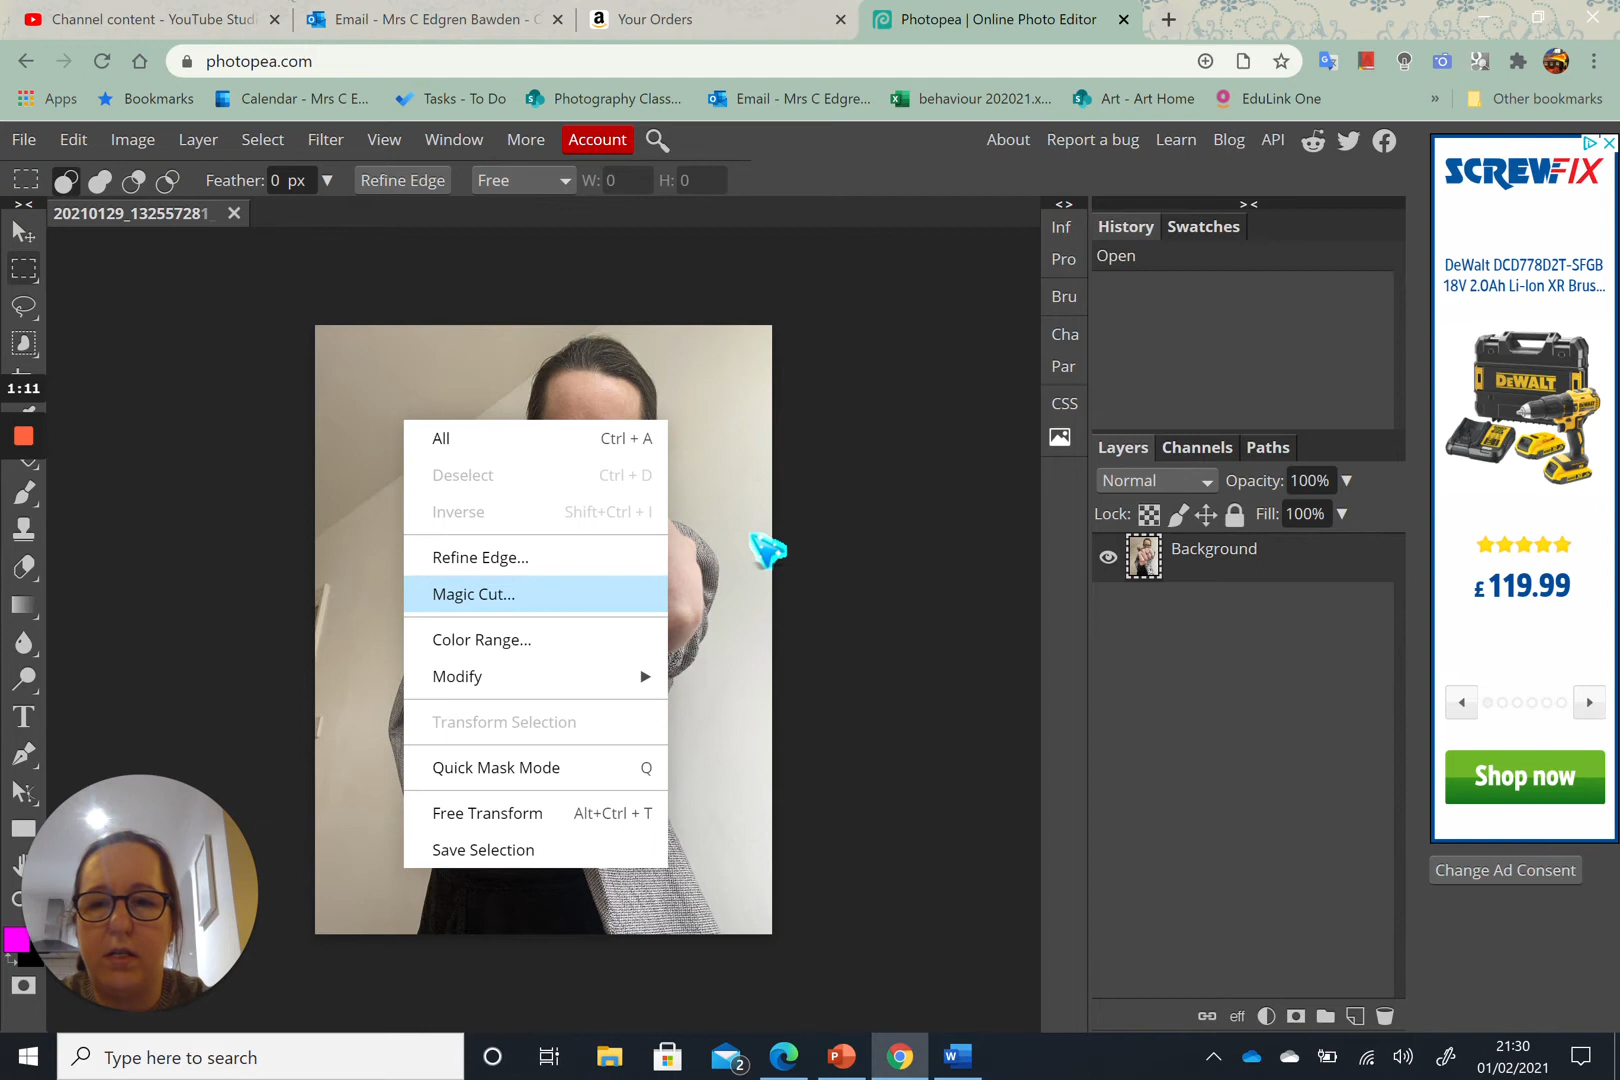 Channel content - YouTube Studi
Email - Mrs C Edgren Bawden - C
Your Orders
Photopea | Online Photo Editor
photopea.com
Apps
Bookmarks
Calendar - Mrs C E...
Tasks - To Do
Photography Class...
Email - Mrs C Edgre...
behaviour 202021.x...
Art - Art Home
EduLink One
»
Other bookmarks
File Edit Image Layer Select Filter View Window More Account
About Report a bug Learn Blog API
Feather: 0 px Refine Edge Free W: 0 H: 0
> < 20210129_132557281_
< > > <
Inf
Pro
Bru
Cha
Par
CSS
History Swatches
Open
1:11
All Ctrl + A
Deselect Ctrl + D
Inverse Shift+Ctrl + I
Refine Edge...
Magic Cut...
Color Range...
Modify
Transform Selection
Quick Mask Mode Q
Free Transform Alt+Ctrl + T
Save Selection
Layers Channels Paths
Normal Opacity: 100%
Lock: Fill: 100%
Background
eff
SCREWFIX
DeWalt DCD778D2T-SFGB
18V 2.0Ah Li-Ion XR Brus...
DEWALT
£119.99
Shop now
Change Ad Consent
Type here to search
2
21:30
01/02/2021